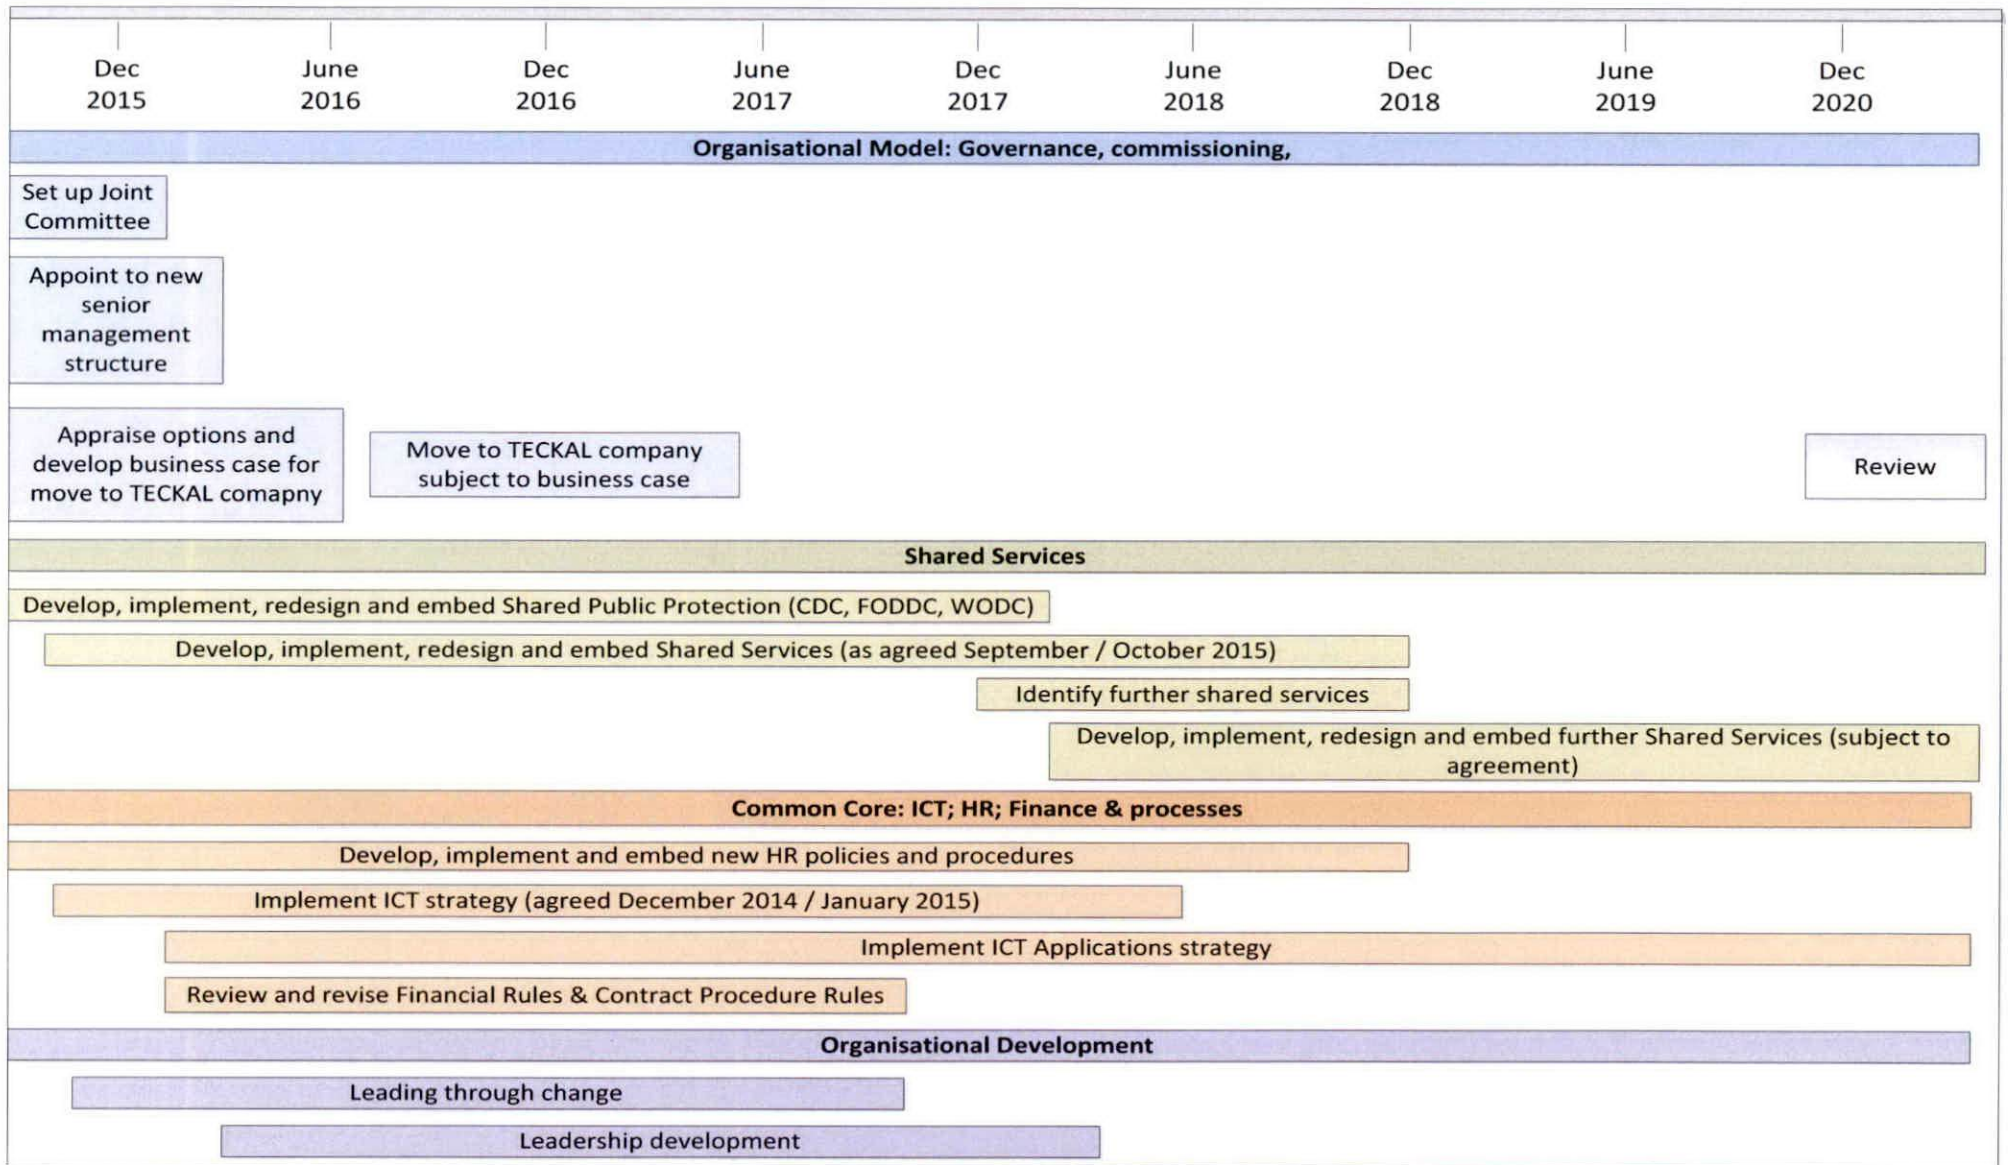 Dec June Dec June Dec June Dec June Dec
2015 2016 2016 2017 2017 2018 2018 2019 2020
Organisational Model: Governance, commissioning,
Set up Joint
Committee
Appoint to new
senior
management
structure
Appraise options and
develop business case for
move to TECKAL comapny
Move to TECKAL company
subject to business case
Review
Shared Services
Develop, implement, redesign and embed Shared Public Protection (CDC, FODDC, WODC)
Develop, implement, redesign and embed Shared Services (as agreed September / October 2015)
Identify further shared services
Develop, implement, redesign and embed further Shared Services (subject to
agreement)
Common Core: ICT; HR; Finance & processes
Develop, implement and embed new HR policies and procedures
Implement ICT strategy (agreed December 2014 / January 2015)
Implement ICT Applications strategy
Review and revise Financial Rules & Contract Procedure Rules
Organisational Development
Leading through change
Leadership development